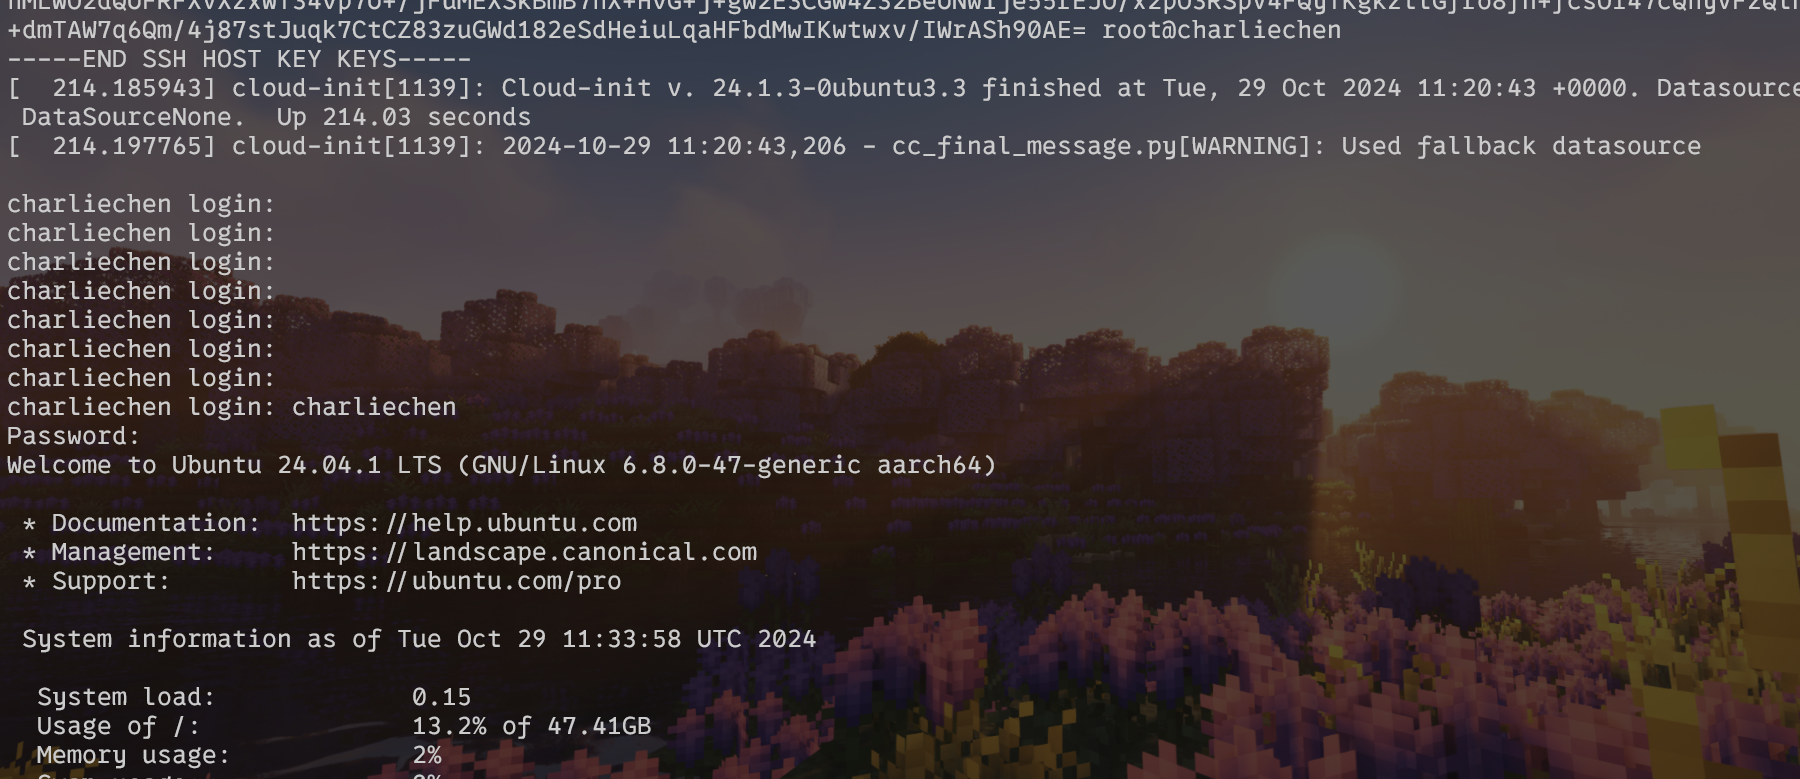 +dmTAW7q6Qm/4j87stJuqk7CtCZ83zuGWd182eSdHeiuLqaHFbdMwIKwtwxv/IWrASh90AE= root@charliechen
-----END SSH HOST KEY KEYS-----
[  214.185943] cloud-init[1139]: Cloud-init v. 24.1.3-0ubuntu3.3 finished at Tue, 29 Oct 2024 11:20:43 +0000. Datasource
 DataSourceNone.  Up 214.03 seconds
[  214.197765] cloud-init[1139]: 2024-10-29 11:20:43,206 - cc_final_message.py[WARNING]: Used fallback datasource
charliechen login:
charliechen login:
charliechen login:
charliechen login:
charliechen login:
charliechen login:
charliechen login:
charliechen login: charliechen
Password:
Welcome to Ubuntu 24.04.1 LTS (GNU/Linux 6.8.0-47-generic aarch64)
 * Documentation:  https://help.ubuntu.com
 * Management:     https://landscape.canonical.com
 * Support:        https://ubuntu.com/pro
 System information as of Tue Oct 29 11:33:58 UTC 2024
  System load:             0.15
  Usage of /:              13.2% of 47.41GB
  Memory usage:            2%